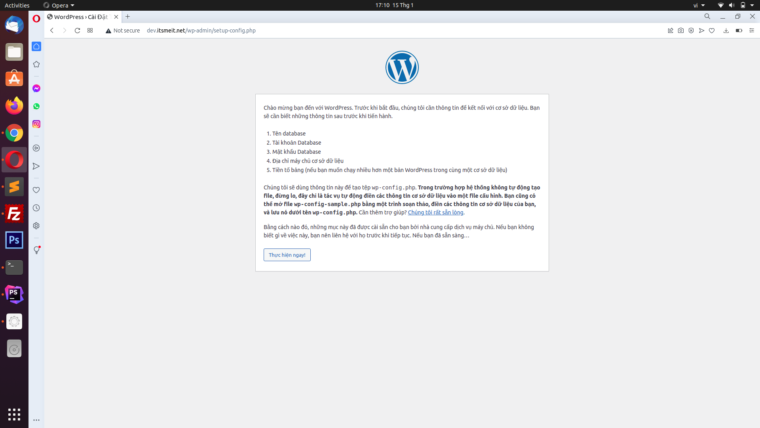 Activities
Opera
17:10 15 Thg 1
vi
WordPress › Cài Đặt
Not secure
dev.itsmeit.net/wp-admin/setup-config.php
Chào mừng bạn đến với WordPress. Trước khi bắt đầu, chúng tôi cần thông tin để kết nối với cơ sở dữ liệu. Bạn
sẽ cần biết những thông tin sau trước khi tiến hành.
1. Tên database
2. Tài khoản Database
3. Mật khẩu Database
4. Địa chỉ máy chủ cơ sở dữ liệu
5. Tiền tố bảng (nếu bạn muốn chạy nhiều hơn một bản WordPress trong cùng một cơ sở dữ liệu)
Chúng tôi sẽ dùng thông tin này để tạo tệp wp-config.php. Trong trường hợp hệ thống không tự động tạo
file, đừng lo, đây chỉ là tác vụ tự động điền các thông tin cơ sở dữ liệu vào một file cấu hình. Bạn cũng có
thể mở file wp-config-sample.php bằng một trình soạn thảo, điền các thông tin cơ sở dữ liệu của bạn,
và lưu nó dưới tên wp-config.php. Cần thêm trợ giúp? Chúng tôi rất sẵn lòng.
Bằng cách nào đó, những mục này đã được cài sẵn cho bạn bởi nhà cung cấp dịch vụ máy chủ. Nếu bạn không
biết gì về việc này, bạn nên liên hệ với họ trước khi tiếp tục. Nếu bạn đã sẵn sàng…
Thực hiện ngay!
Fz
Ps
PS